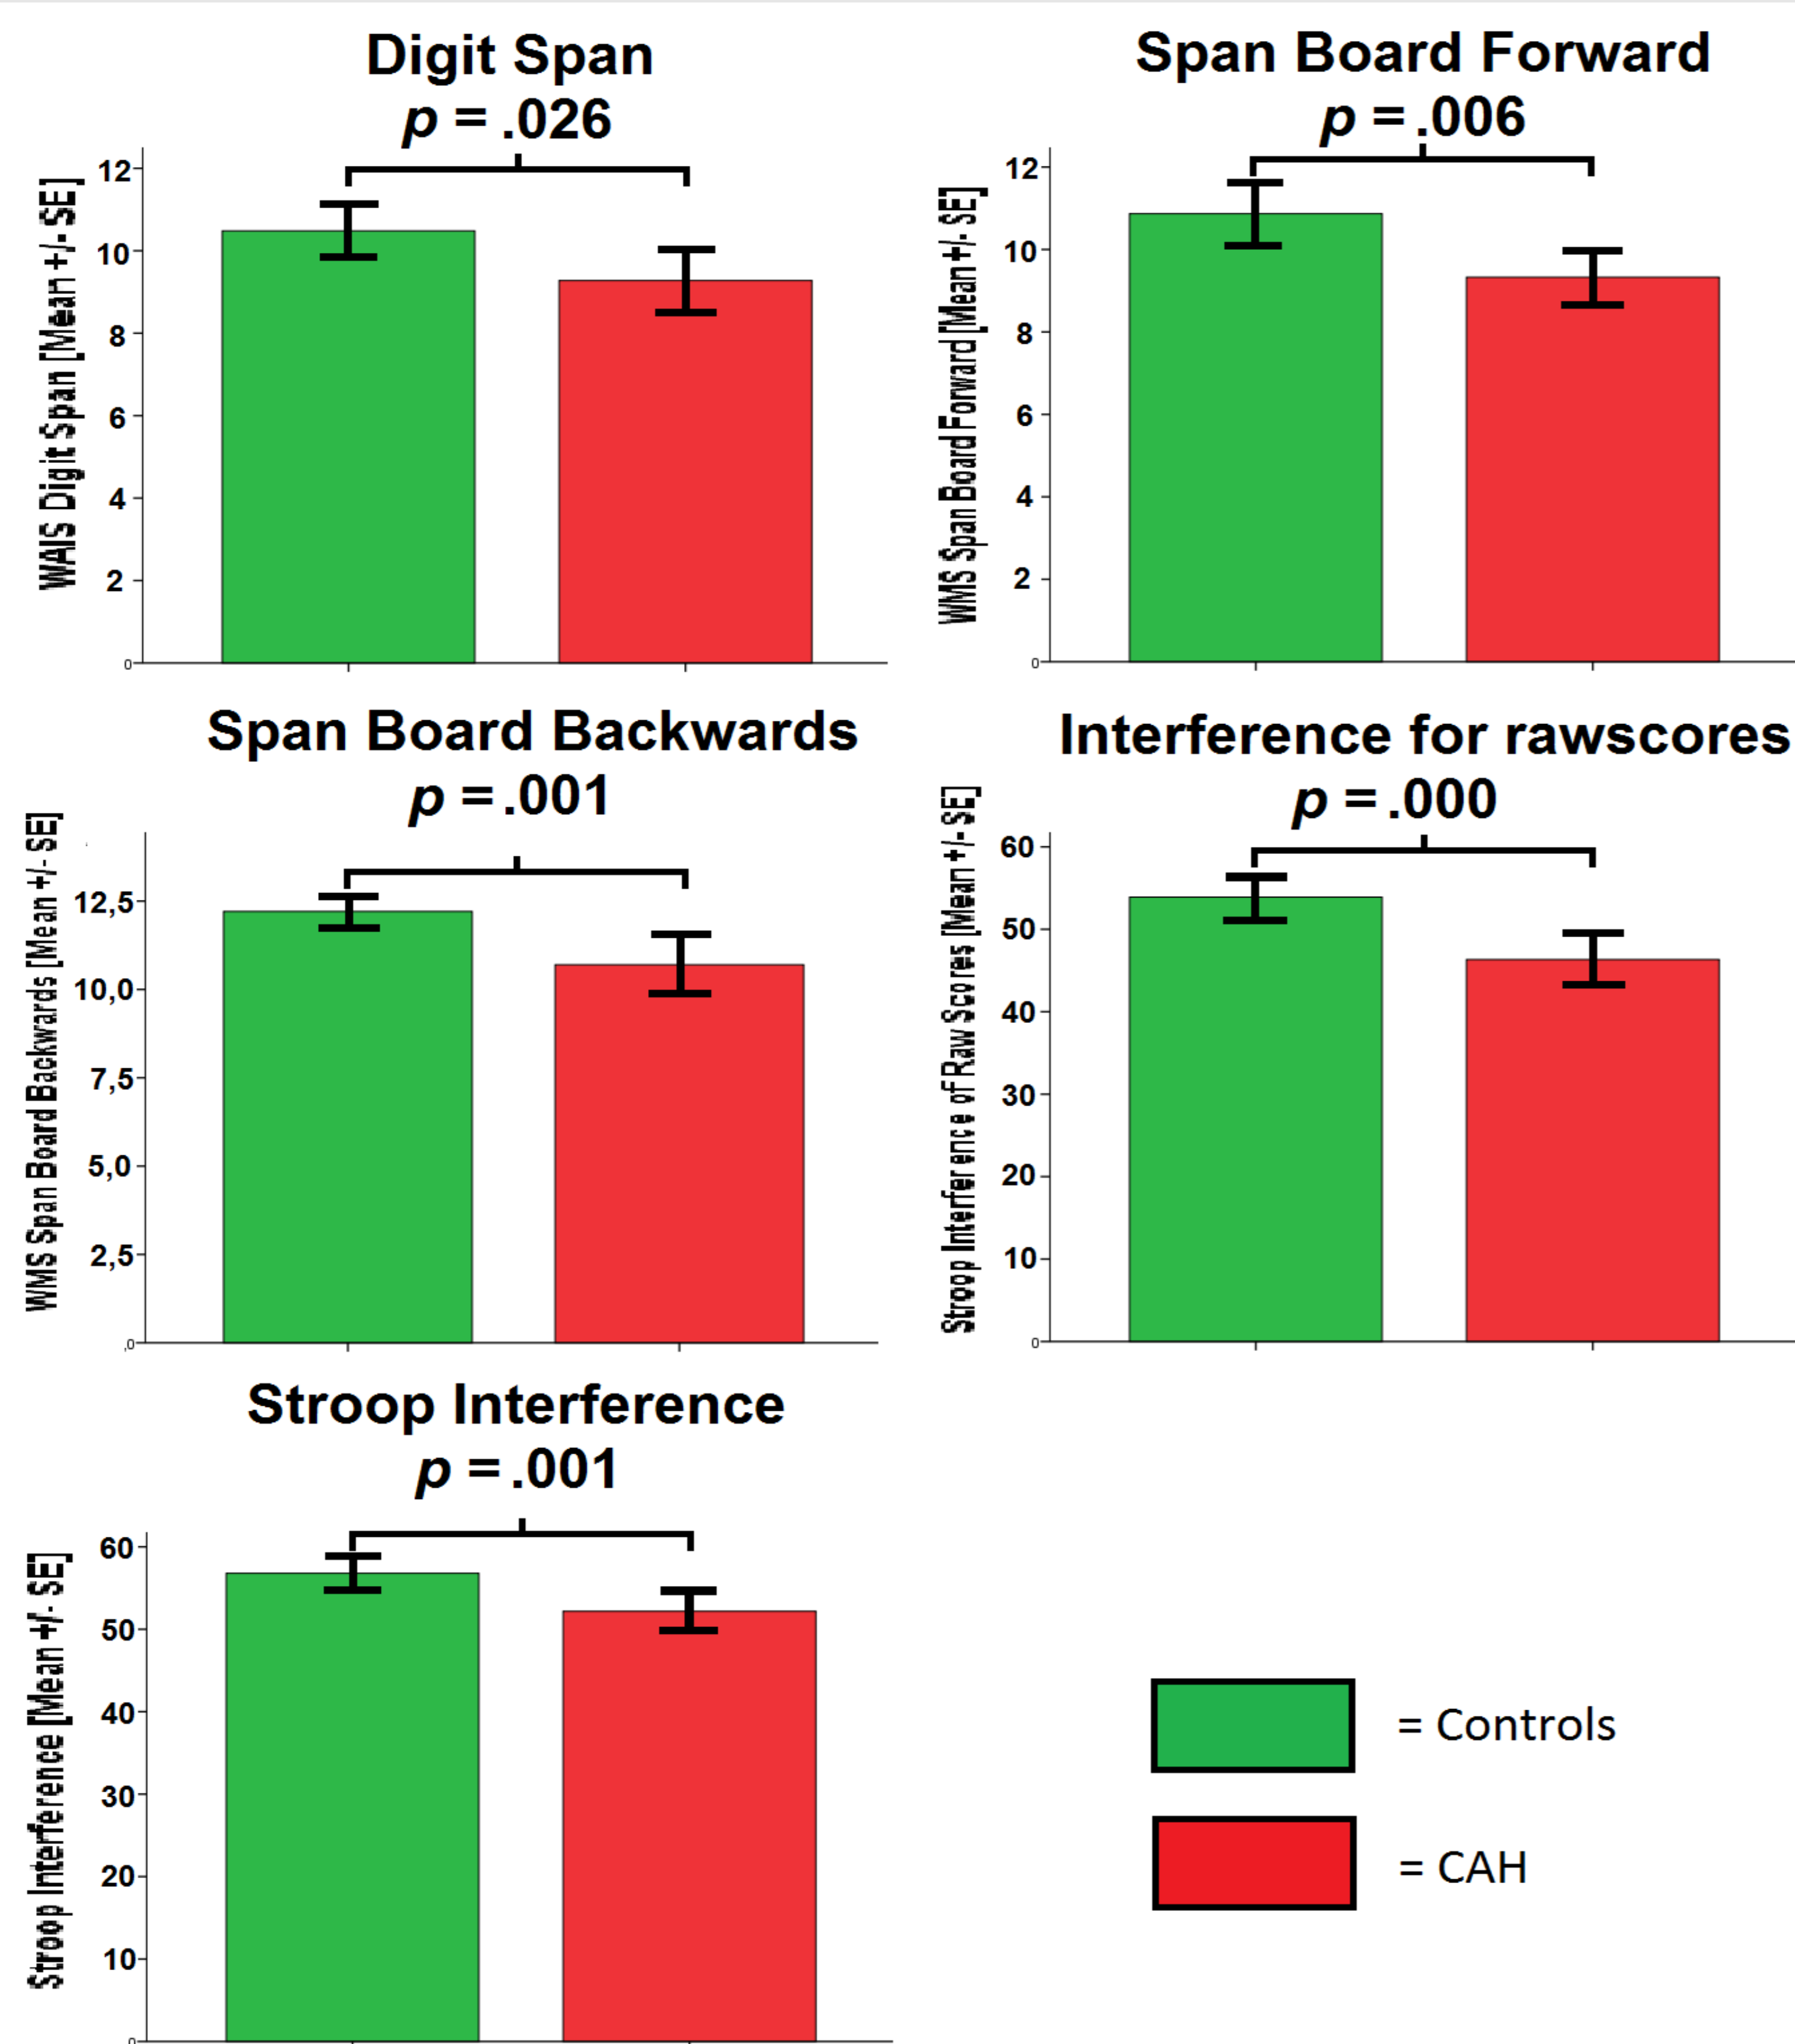 Digit Span
p = .026
WAIS Digit Span [Mean +/- SE]
12
10
8
6
4
2
0
Span Board Forward
p = .006
WMS Span Board Forward [Mean +/- SE]
12
10
8
6
4
2
0
Span Board Backwards
p = .001
WMS Span Board Backwards [Mean +/- SE]
12,5
10,0
7,5
5,0
2,5
,0
Interference for rawscores
p = .000
Stroop Interference of Raw Scores [Mean +/- SE]
60
50
40
30
20
10
0
Stroop Interference
p = .001
Stroop Interference [Mean +/- SE]
60
50
40
30
20
10
0
= Controls
= CAH